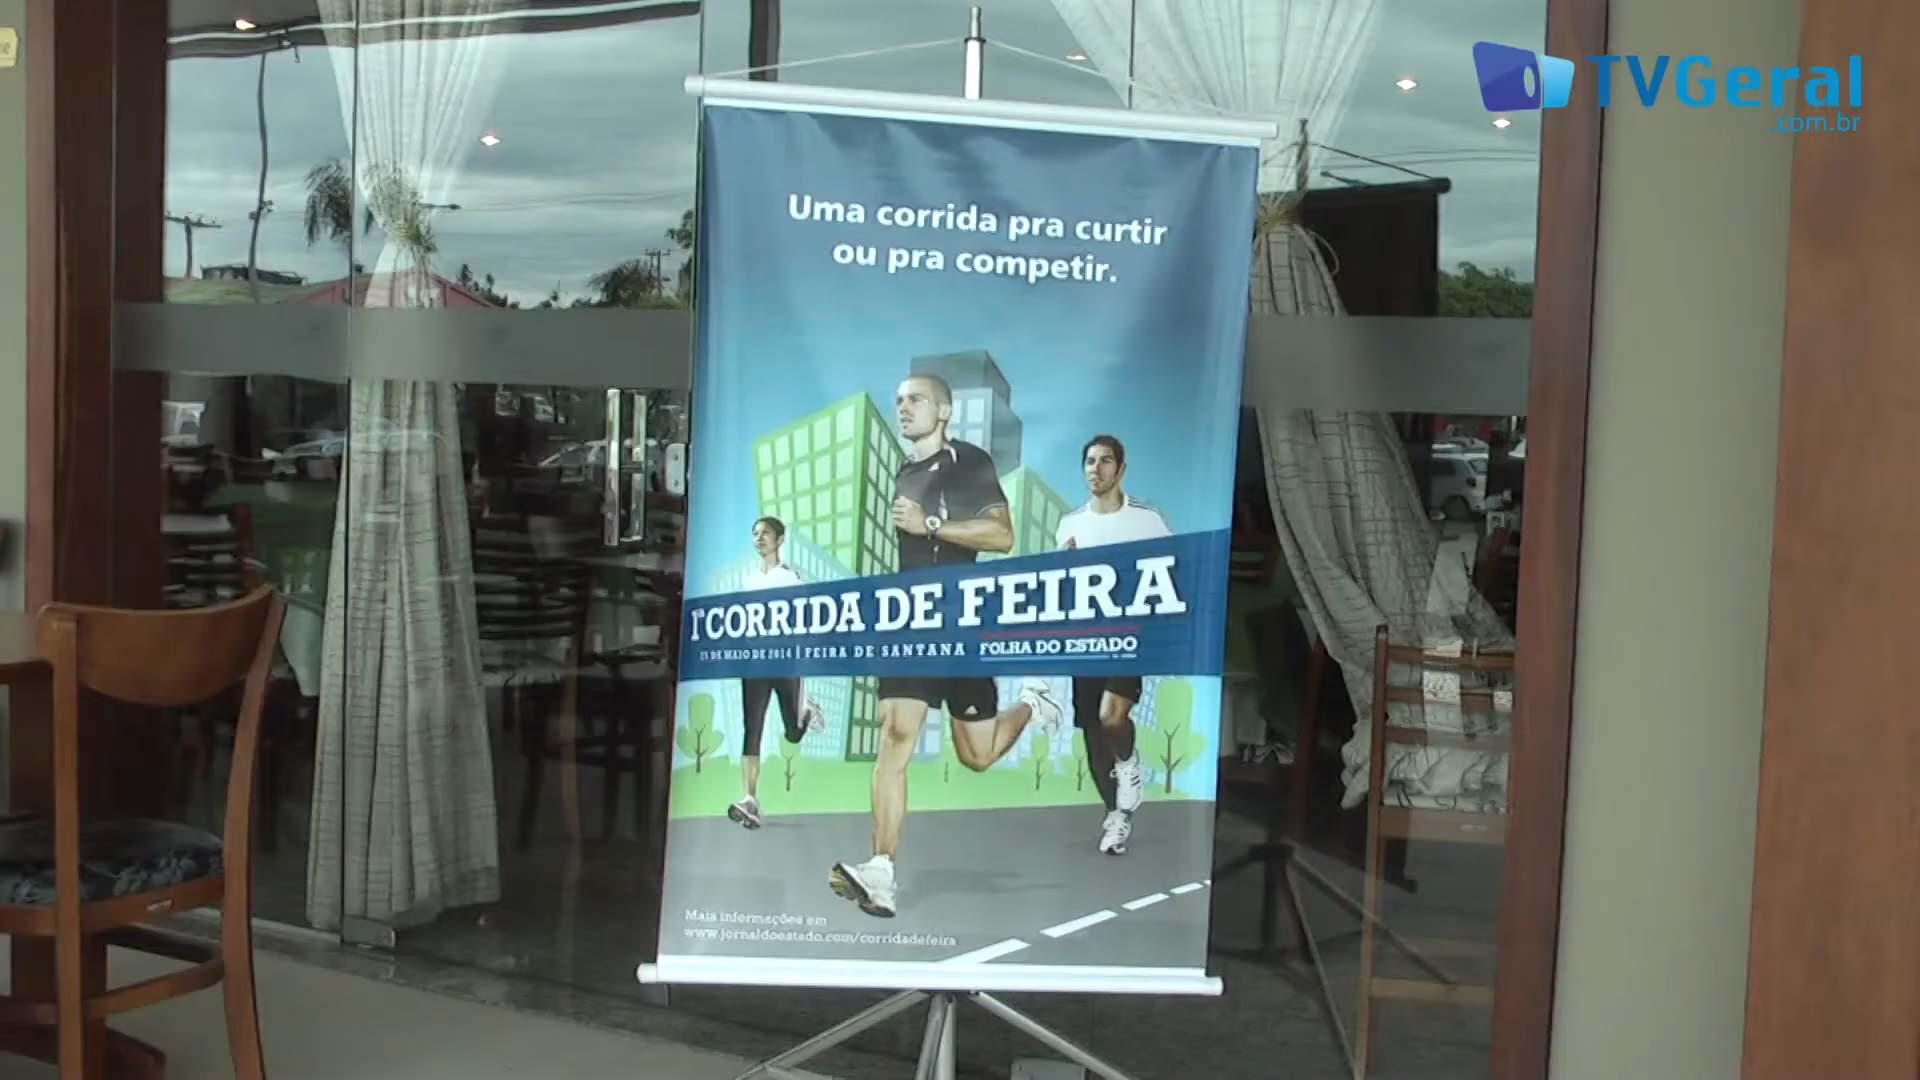 TVGeral
.com.br
Uma corrida pra curtir
ou pra competir.
1ª CORRIDA DE FEIRA
DE MAIO DE 2014 | FEIRA DE SANTANA FOLHA DO ESTADO
Mais informações em
www.jornaldoestado.com/corridadefeira